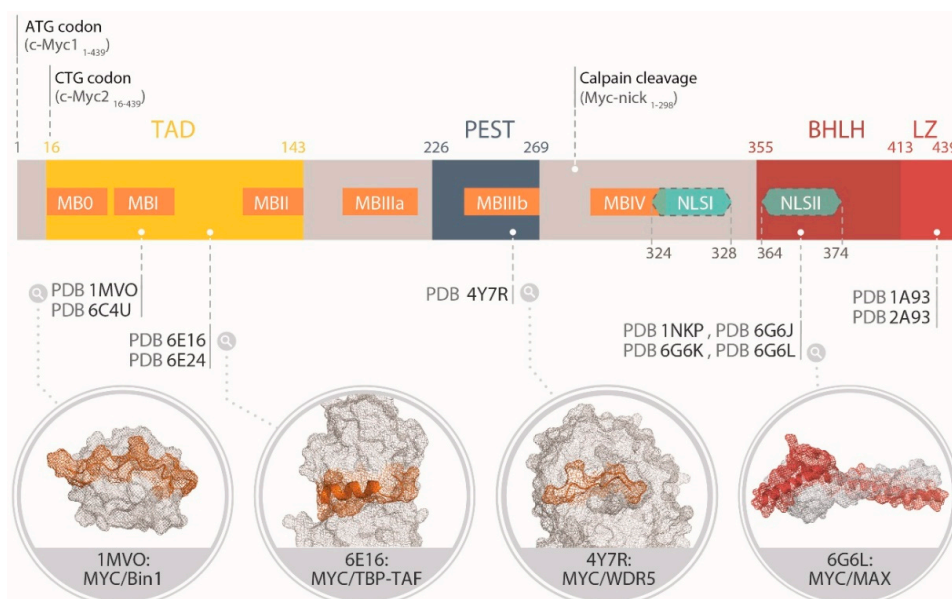 ATG codon
(c-Myc1 1-439)
CTG codon
(c-Myc2 16-439)
Calpain cleavage
(Myc-nick 1-298)
TAD PEST BHLH LZ
1 16 143 226 269 355 413 439
MB0 MBI MBII MBIIIa MBIIIb MBIV NLSI NLSII
324 328 364 374
PDB 1MVO
PDB 6C4U
PDB 6E16
PDB 6E24
PDB 4Y7R
PDB 1NKP , PDB 6G6J
PDB 6G6K , PDB 6G6L
PDB 1A93
PDB 2A93
1MVO:
MYC/Bin1
6E16:
MYC/TBP-TAF
4Y7R:
MYC/WDR5
6G6L:
MYC/MAX